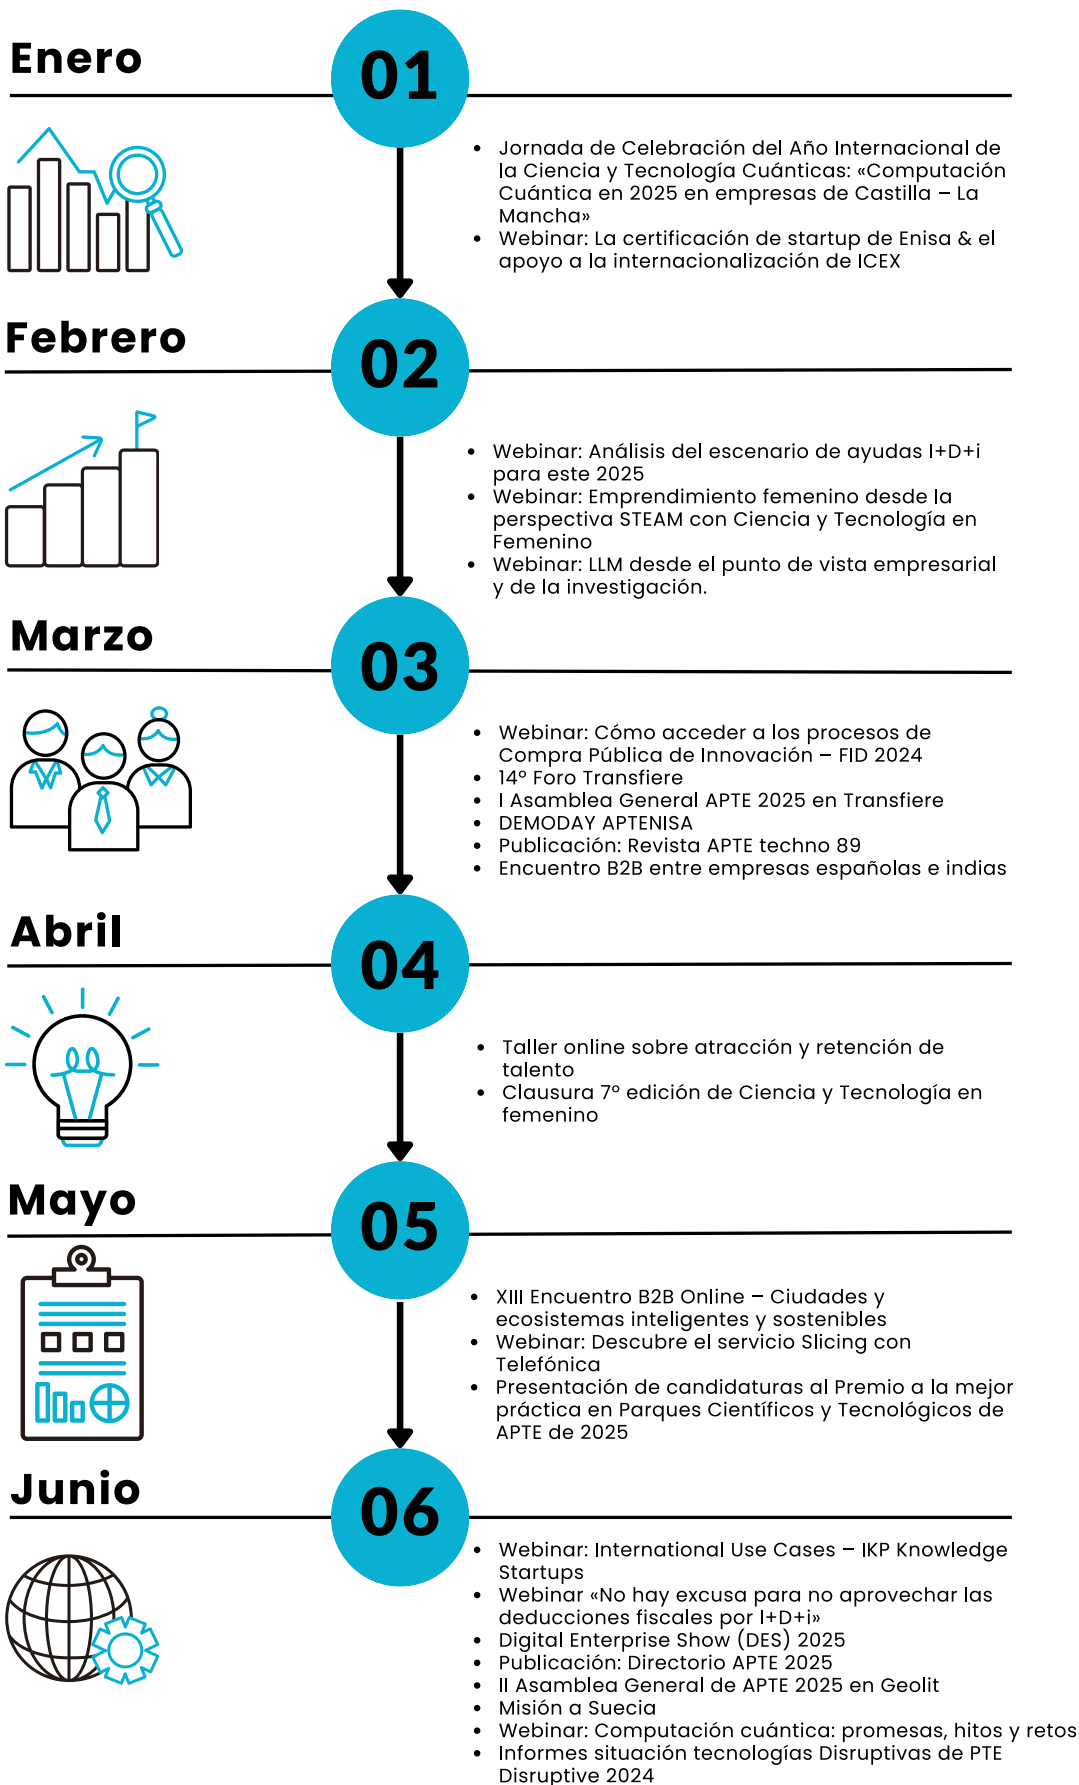 Enero
01
• Jornada de Celebración del Año Internacional de
la Ciencia y Tecnología Cuánticas: «Computación
Cuántica en 2025 en empresas de Castilla – La
Mancha»
• Webinar: La certificación de startup de Enisa & el
apoyo a la internacionalización de ICEX
Febrero
02
• Webinar: Análisis del escenario de ayudas I+D+i
para este 2025
• Webinar: Emprendimiento femenino desde la
perspectiva STEAM con Ciencia y Tecnología en
Femenino
• Webinar: LLM desde el punto de vista empresarial
y de la investigación.
Marzo
03
• Webinar: Cómo acceder a los procesos de
Compra Pública de Innovación – FID 2024
• 14º Foro Transfiere
• I Asamblea General APTE 2025 en Transfiere
• DEMODAY APTENISA
• Publicación: Revista APTE techno 89
• Encuentro B2B entre empresas españolas e indias
Abril
04
• Taller online sobre atracción y retención de
talento
• Clausura 7º edición de Ciencia y Tecnología en
femenino
Mayo
05
• XIII Encuentro B2B Online – Ciudades y
ecosistemas inteligentes y sostenibles
• Webinar: Descubre el servicio Slicing con
Telefónica
• Presentación de candidaturas al Premio a la mejor
práctica en Parques Científicos y Tecnológicos de
APTE de 2025
Junio
06
• Webinar: International Use Cases – IKP Knowledge
Startups
• Webinar «No hay excusa para no aprovechar las
deducciones fiscales por I+D+i»
• Digital Enterprise Show (DES) 2025
• Publicación: Directorio APTE 2025
• II Asamblea General de APTE 2025 en Geolit
• Misión a Suecia
• Webinar: Computación cuántica: promesas, hitos y retos
• Informes situación tecnologías Disruptivas de PTE
Disruptive 2024